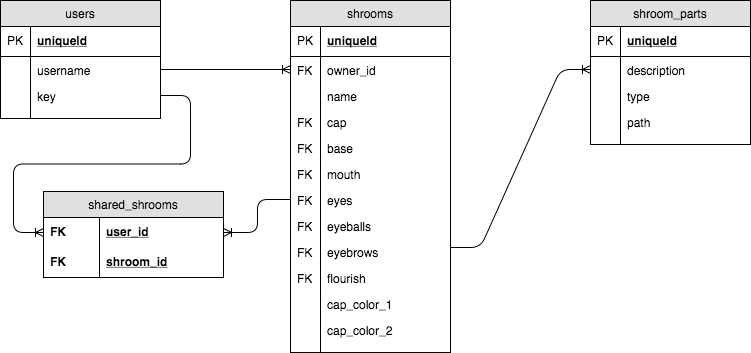 users
PK uniqueId
username
key
shared_shrooms
FK user_id
FK shroom_id
shrooms
PK uniqueId
FK owner_id
name
FK cap
FK base
FK mouth
FK eyes
FK eyeballs
FK eyebrows
FK flourish
cap_color_1
cap_color_2
shroom_parts
PK uniqueId
description
type
path